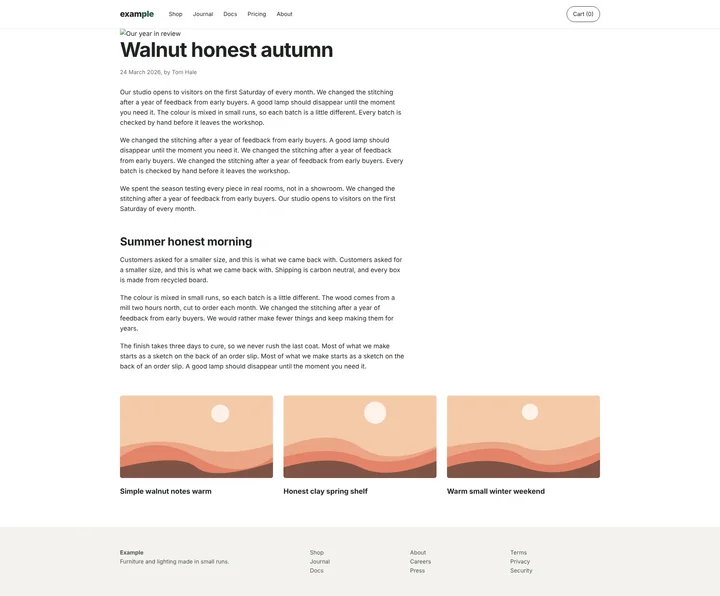 example
Shop
Journal
Docs
Pricing
About
Cart (0)
Our year in review
Walnut honest autumn
24 March 2026, by Tom Hale
Our studio opens to visitors on the first Saturday of every month. We changed the stitching
after a year of feedback from early buyers. A good lamp should disappear until the moment
you need it. The colour is mixed in small runs, so each batch is a little different. Every batch is
checked by hand before it leaves the workshop.
We changed the stitching after a year of feedback from early buyers. A good lamp should
disappear until the moment you need it. We changed the stitching after a year of feedback
from early buyers. We changed the stitching after a year of feedback from early buyers. Every
batch is checked by hand before it leaves the workshop.
We spent the season testing every piece in real rooms, not in a showroom. We changed the
stitching after a year of feedback from early buyers. Our studio opens to visitors on the first
Saturday of every month.
Summer honest morning
Customers asked for a smaller size, and this is what we came back with. Customers asked for
a smaller size, and this is what we came back with. Shipping is carbon neutral, and every box
is made from recycled board.
The colour is mixed in small runs, so each batch is a little different. The wood comes from a
mill two hours north, cut to order each month. We changed the stitching after a year of
feedback from early buyers. We would rather make fewer things and keep making them for
years.
The finish takes three days to cure, so we never rush the last coat. Most of what we make
starts as a sketch on the back of an order slip. Most of what we make starts as a sketch on the
back of an order slip. A good lamp should disappear until the moment you need it.
Simple walnut notes warm
Honest clay spring shelf
Warm small winter weekend
Example
Furniture and lighting made in small runs.
Shop
Journal
Docs
About
Careers
Press
Terms
Privacy
Security